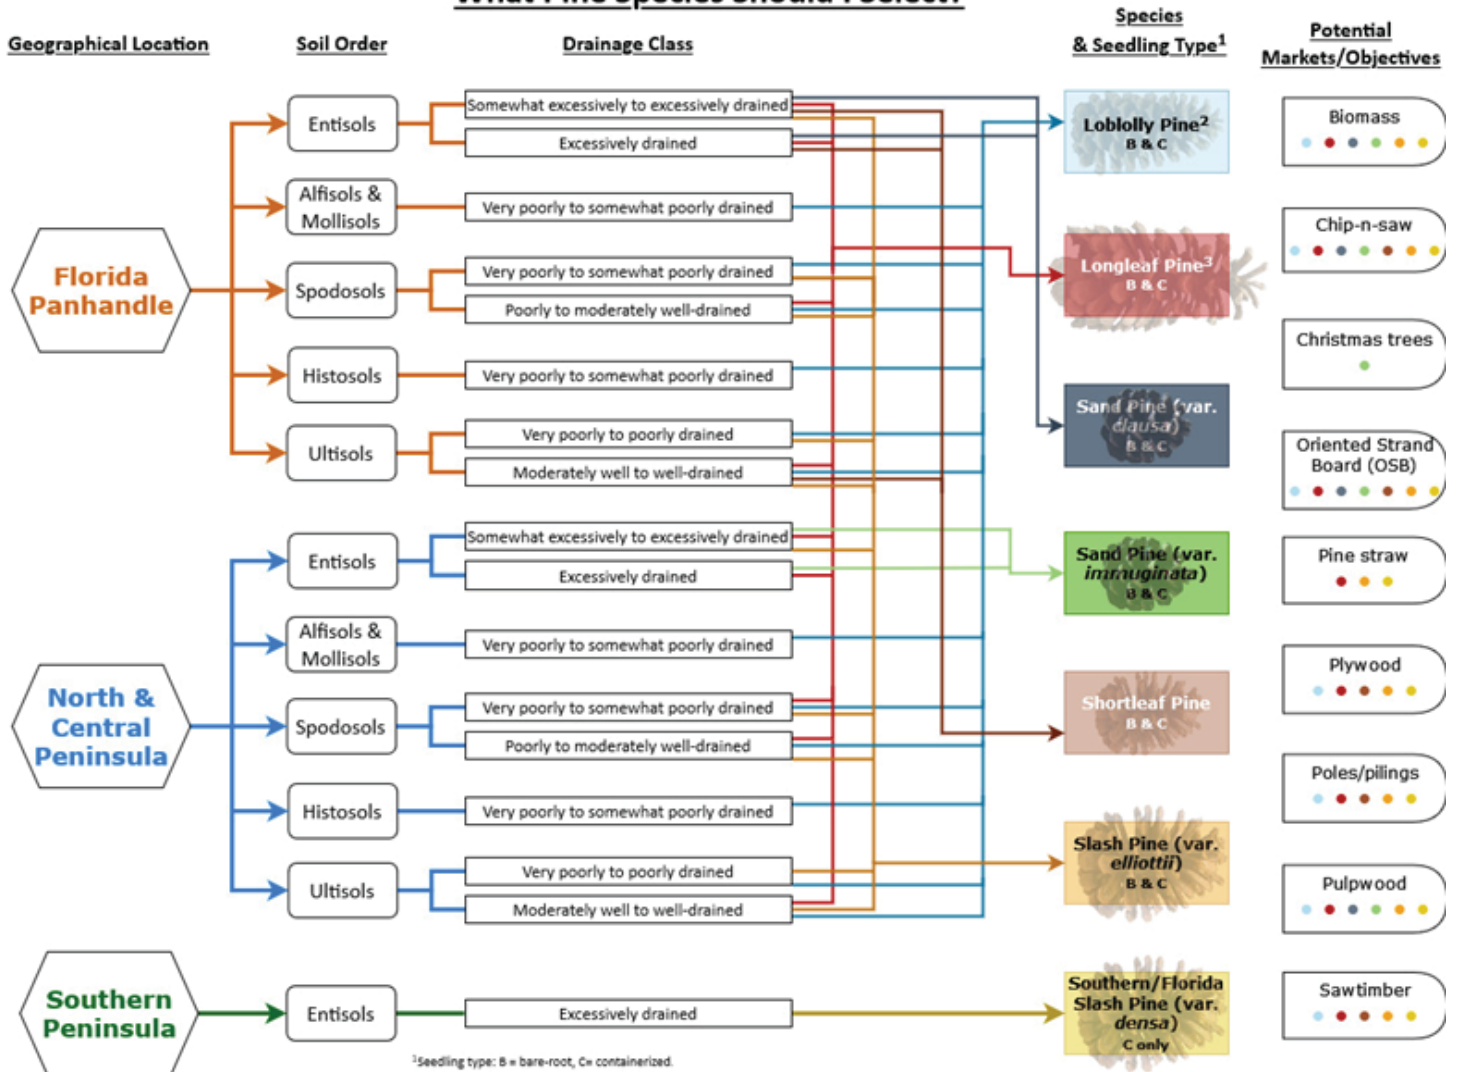 What Pine Species Should I Select?
Geographical Location
Soil Order
Drainage Class
Species
& Seedling Type1
Potential
Markets/Objectives
Florida
Panhandle
Entisols
Somewhat excessively to excessively drained
Excessively drained
Alfisols &
Mollisols
Very poorly to somewhat poorly drained
Spodosols
Very poorly to somewhat poorly drained
Poorly to moderately well-drained
Histosols
Very poorly to somewhat poorly drained
Ultisols
Very poorly to poorly drained
Moderately well to well-drained
North &
Central
Peninsula
Entisols
Somewhat excessively to excessively drained
Excessively drained
Alfisols &
Mollisols
Very poorly to somewhat poorly drained
Spodosols
Very poorly to somewhat poorly drained
Poorly to moderately well-drained
Histosols
Very poorly to somewhat poorly drained
Ultisols
Very poorly to poorly drained
Moderately well to well-drained
Southern
Peninsula
Entisols
Excessively drained
Loblolly Pine2
B & C
Longleaf Pine3
B & C
Sand Pine (var.
clausa)
B & C
Sand Pine (var.
immuginata)
B & C
Shortleaf Pine
B & C
Slash Pine (var.
elliottii)
B & C
Southern/Florida
Slash Pine (var.
densa)
C only
Biomass
Chip-n-saw
Christmas trees
Oriented Strand
Board (OSB)
Pine straw
Plywood
Poles/pilings
Pulpwood
Sawtimber
1Seedling type: B = bare-root, C= containerized.